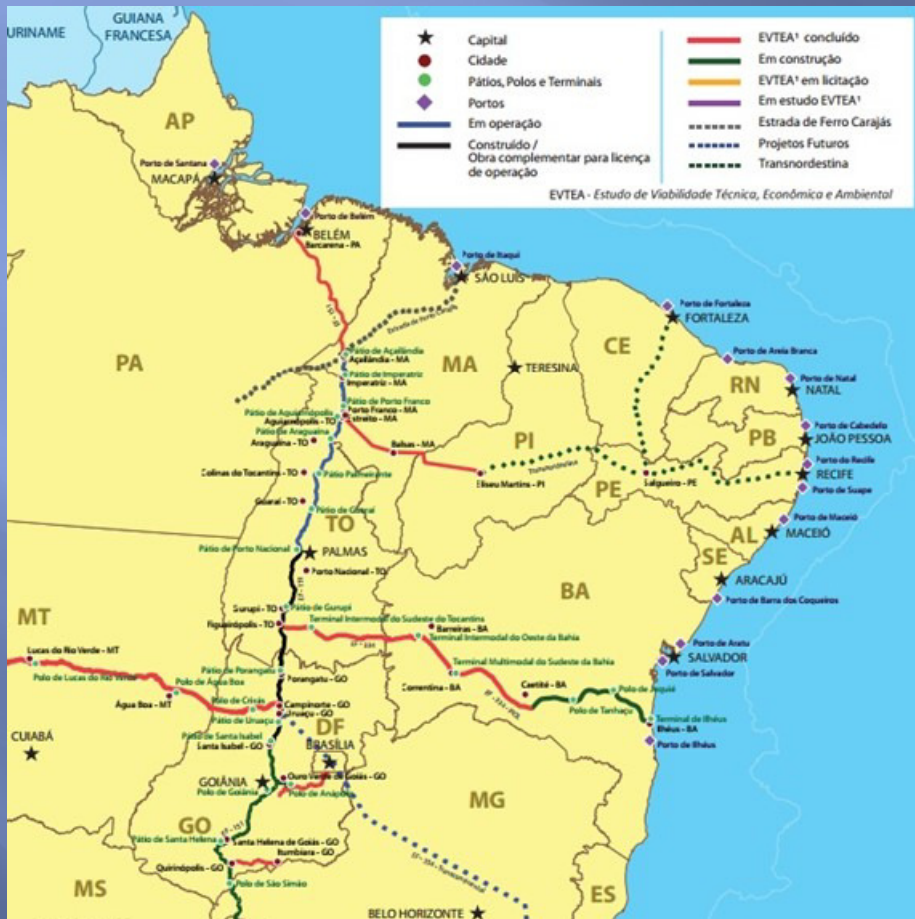 GUIANA
FRANCESA
URINAME
Capital
Cidade
Pátios, Polos e Terminais
Portos
Em operação
Construído /
Obra complementar para licença
de operação
EVTEA¹ concluído
Em construção
EVTEA¹ em licitação
Em estudo EVTEA¹
Estrada de Ferro Carajás
Projetos Futuros
Transnordestina
EVTEA - Estudo de Viabilidade Técnica, Econômica e Ambiental
AP
Porto de Santana
MACAPÁ
Porto de Belém
BELÉM
Barcarena - PA
Porto de Itaqui
SÃO LUÍS
Estrada de Ferro Carajás
Porto de Fortaleza
FORTALEZA
PA
Pátio de Açailândia
Açailândia - MA
Pátio de Imperatriz
Imperatriz - MA
MA
TERESINA
CE
Porto de Areia Branca
RN
Porto de Natal
NATAL
Pátio de Porto Franco
Pátio de Aguiarnópolis
Porto Franco - MA
Aguiarnópolis - TO
Estreito - MA
Pátio de Araguaína
Araguaína - TO
Balsas - MA
PI
PB
Porto de Cabedelo
JOÃO PESSOA
Porto do Recife
RECIFE
Colinas do Tocantins - TO
Pátio Palmeirante
Eliseu Martins - PI
Transnordestina
Salgueiro - PE
PE
Porto de Suape
Guaraí - TO
Pátio de Guaraí
TO
AL
Porto de Maceió
MACEIÓ
Pátio de Porto Nacional
PALMAS
SE
Porto Nacional - TO
ARACAJÚ
BA
Porto de Barra dos Coqueiros
MT
Gurupi - TO
Pátio de Gurupi
Figueirópolis - TO
Terminal Intermodal do Sudeste do Tocantins
Barreiras - BA
Terminal Intermodal do Oeste da Bahia
Porto de Aratu
SALVADOR
Porto de Salvador
Lucas do Rio Verde - MT
Polo de Lucas do Rio Verde
Pátio de Porangatu
Porangatu - GO
Terminal Multimodal do Sudeste da Bahia
Correntina - BA
Caetité - BA
Polo de Jequié
Polo de Tanhaçu
Polo de Água Boa
Água Boa - MT
Polo de Crixás
Campinorte - GO
Uruaçu - GO
Pátio de Uruaçu
Terminal de Ilhéus
Ilhéus - BA
Porto de Ilhéus
DF
Pátio de Santa Isabel
Santa Isabel - GO
BRASÍLIA
CUIABÁ
GOIÂNIA
Ouro Verde de Goiás - GO
Polo de Goiânia
Polo de Anápolis
MG
GO
Pátio de Santa Helena
Santa Helena de Goiás - GO
Itumbiara - GO
Quirinópolis - GO
Polo de São Simão
MS
ES
BELO HORIZONTE